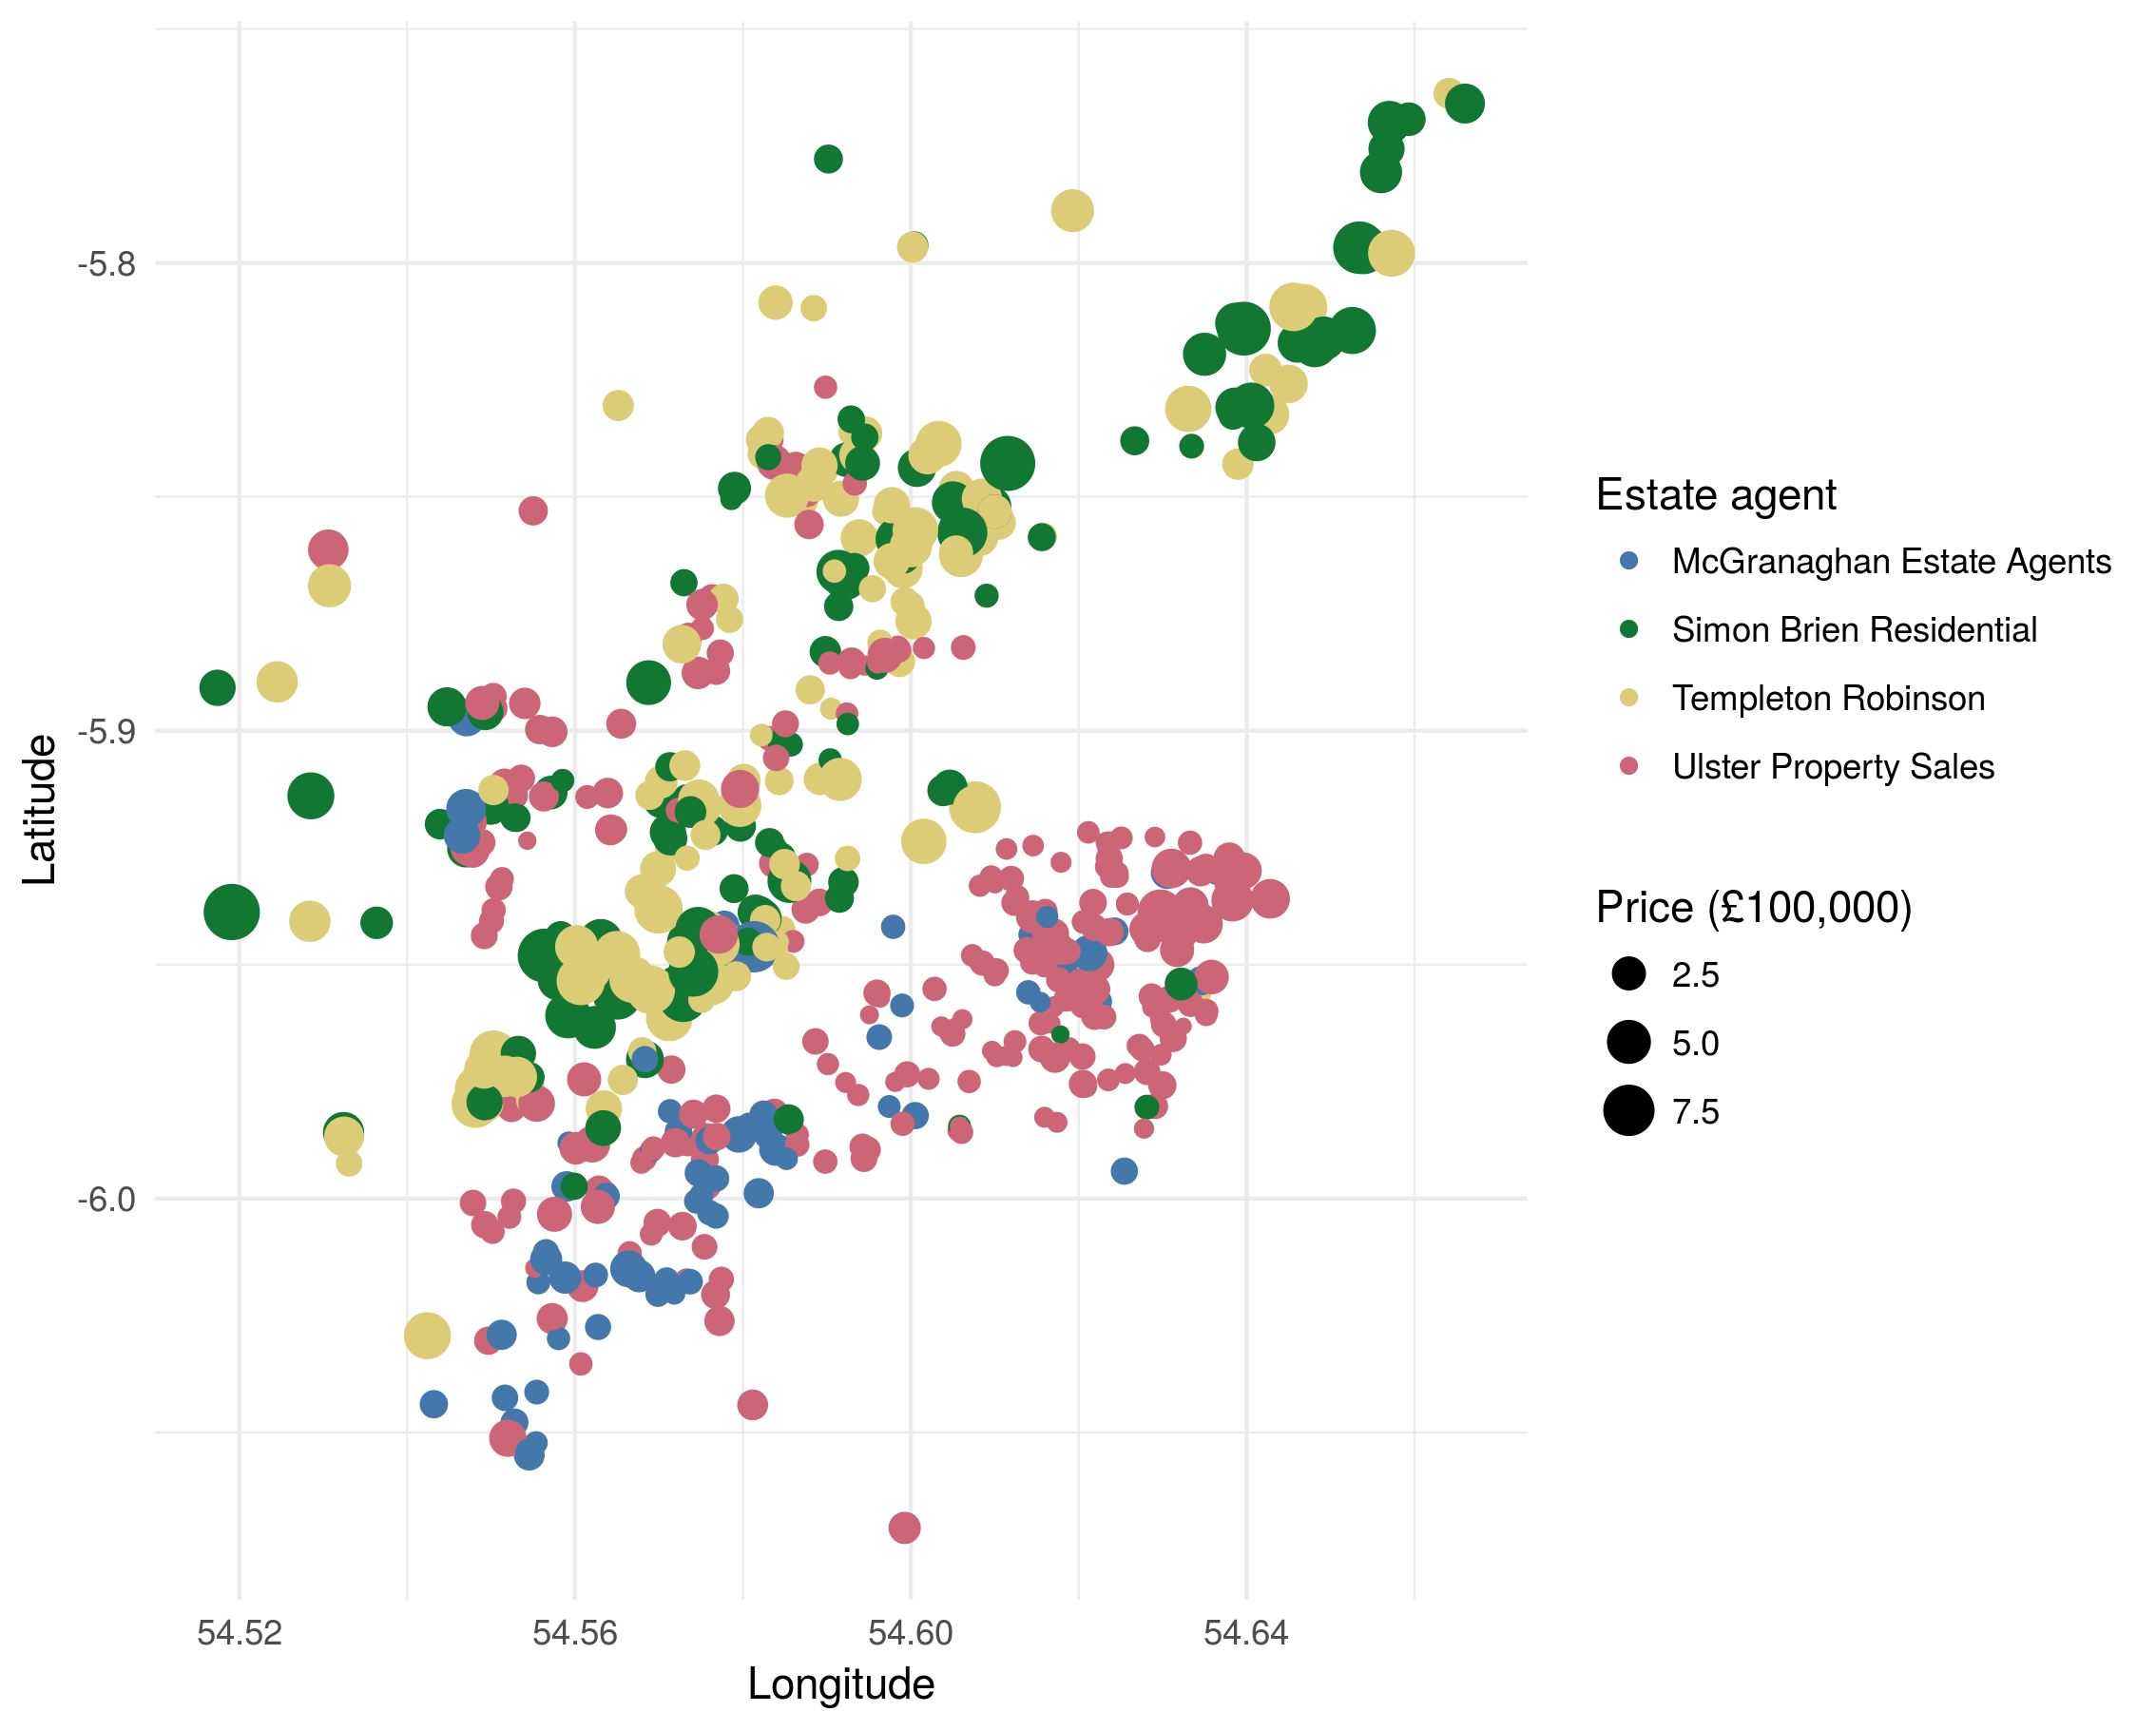 -5.8
-5.9
-6.0
Latitude
54.52
54.56
54.60
54.64
Longitude
Estate agent
McGranaghan Estate Agents
Simon Brien Residential
Templeton Robinson
Ulster Property Sales
Price (£100,000)
2.5
5.0
7.5